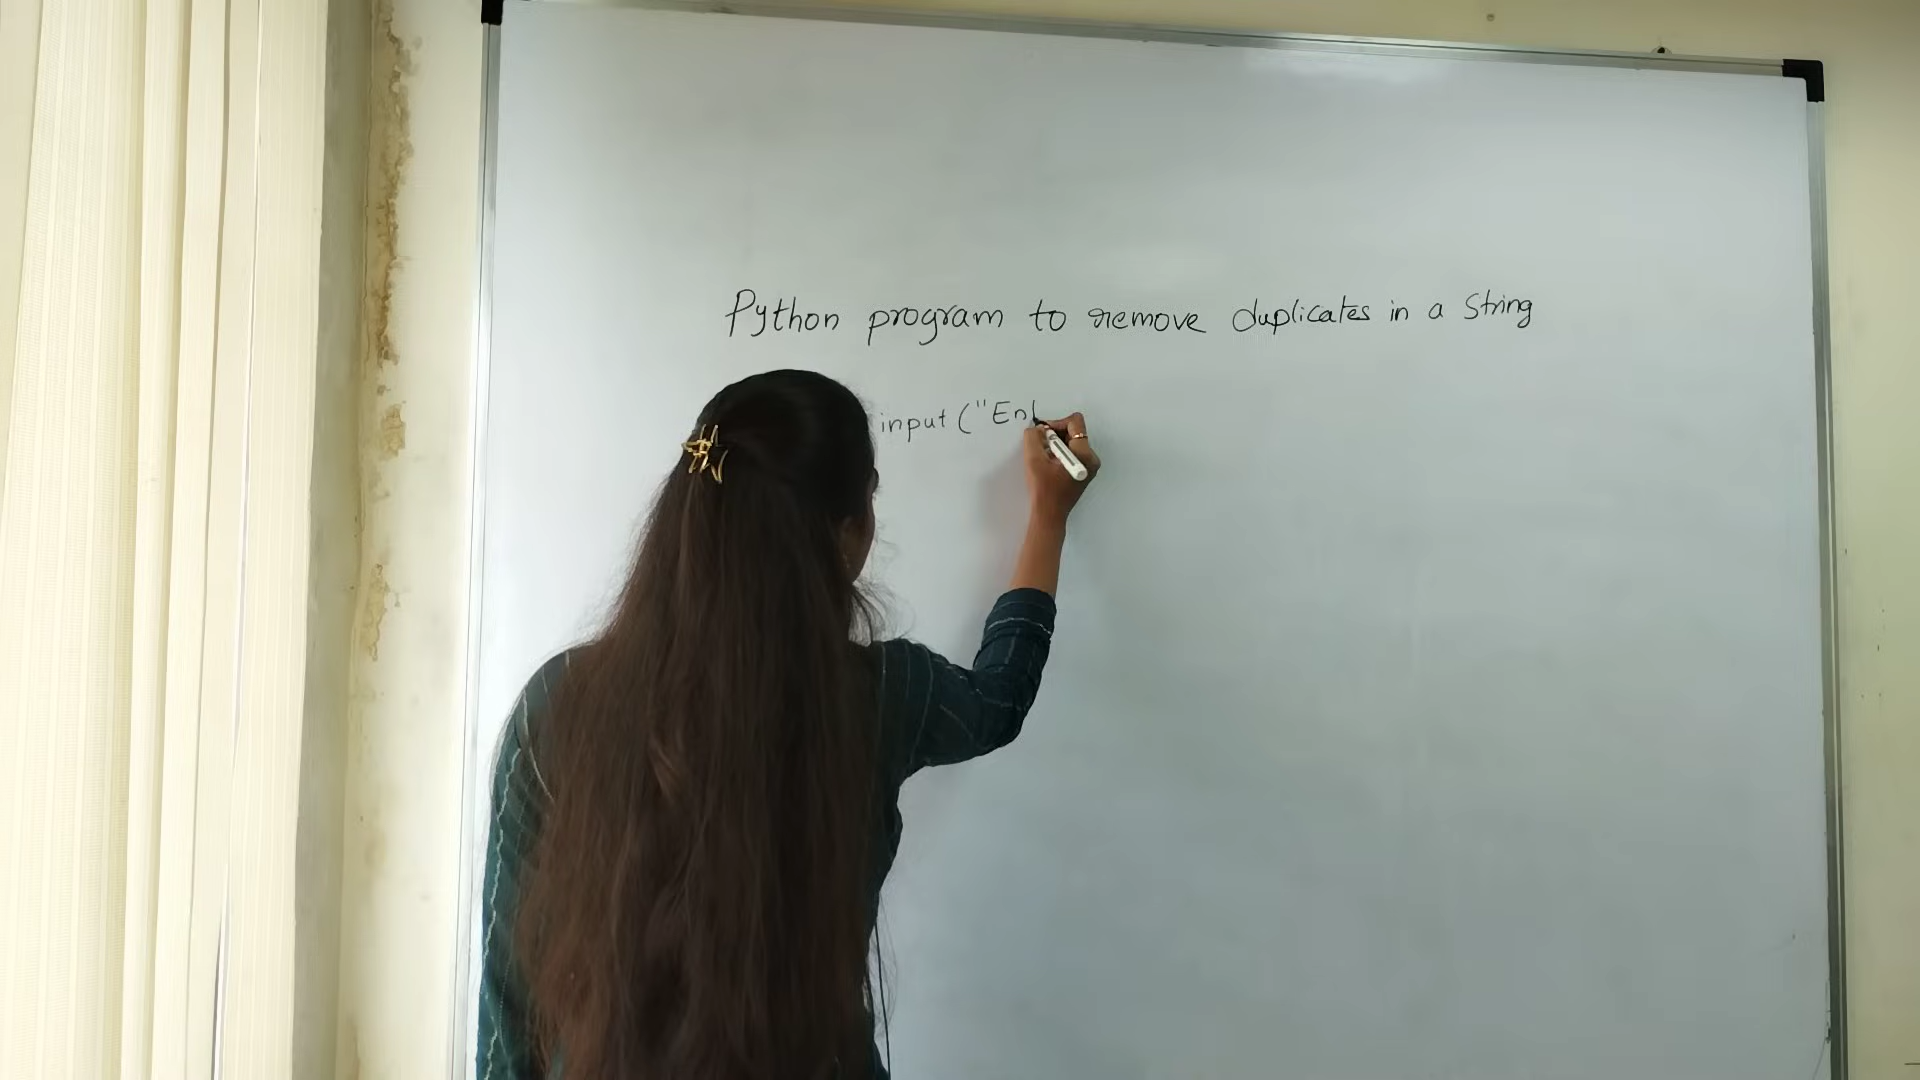 Python program to remove duplicates in a String
input ("En